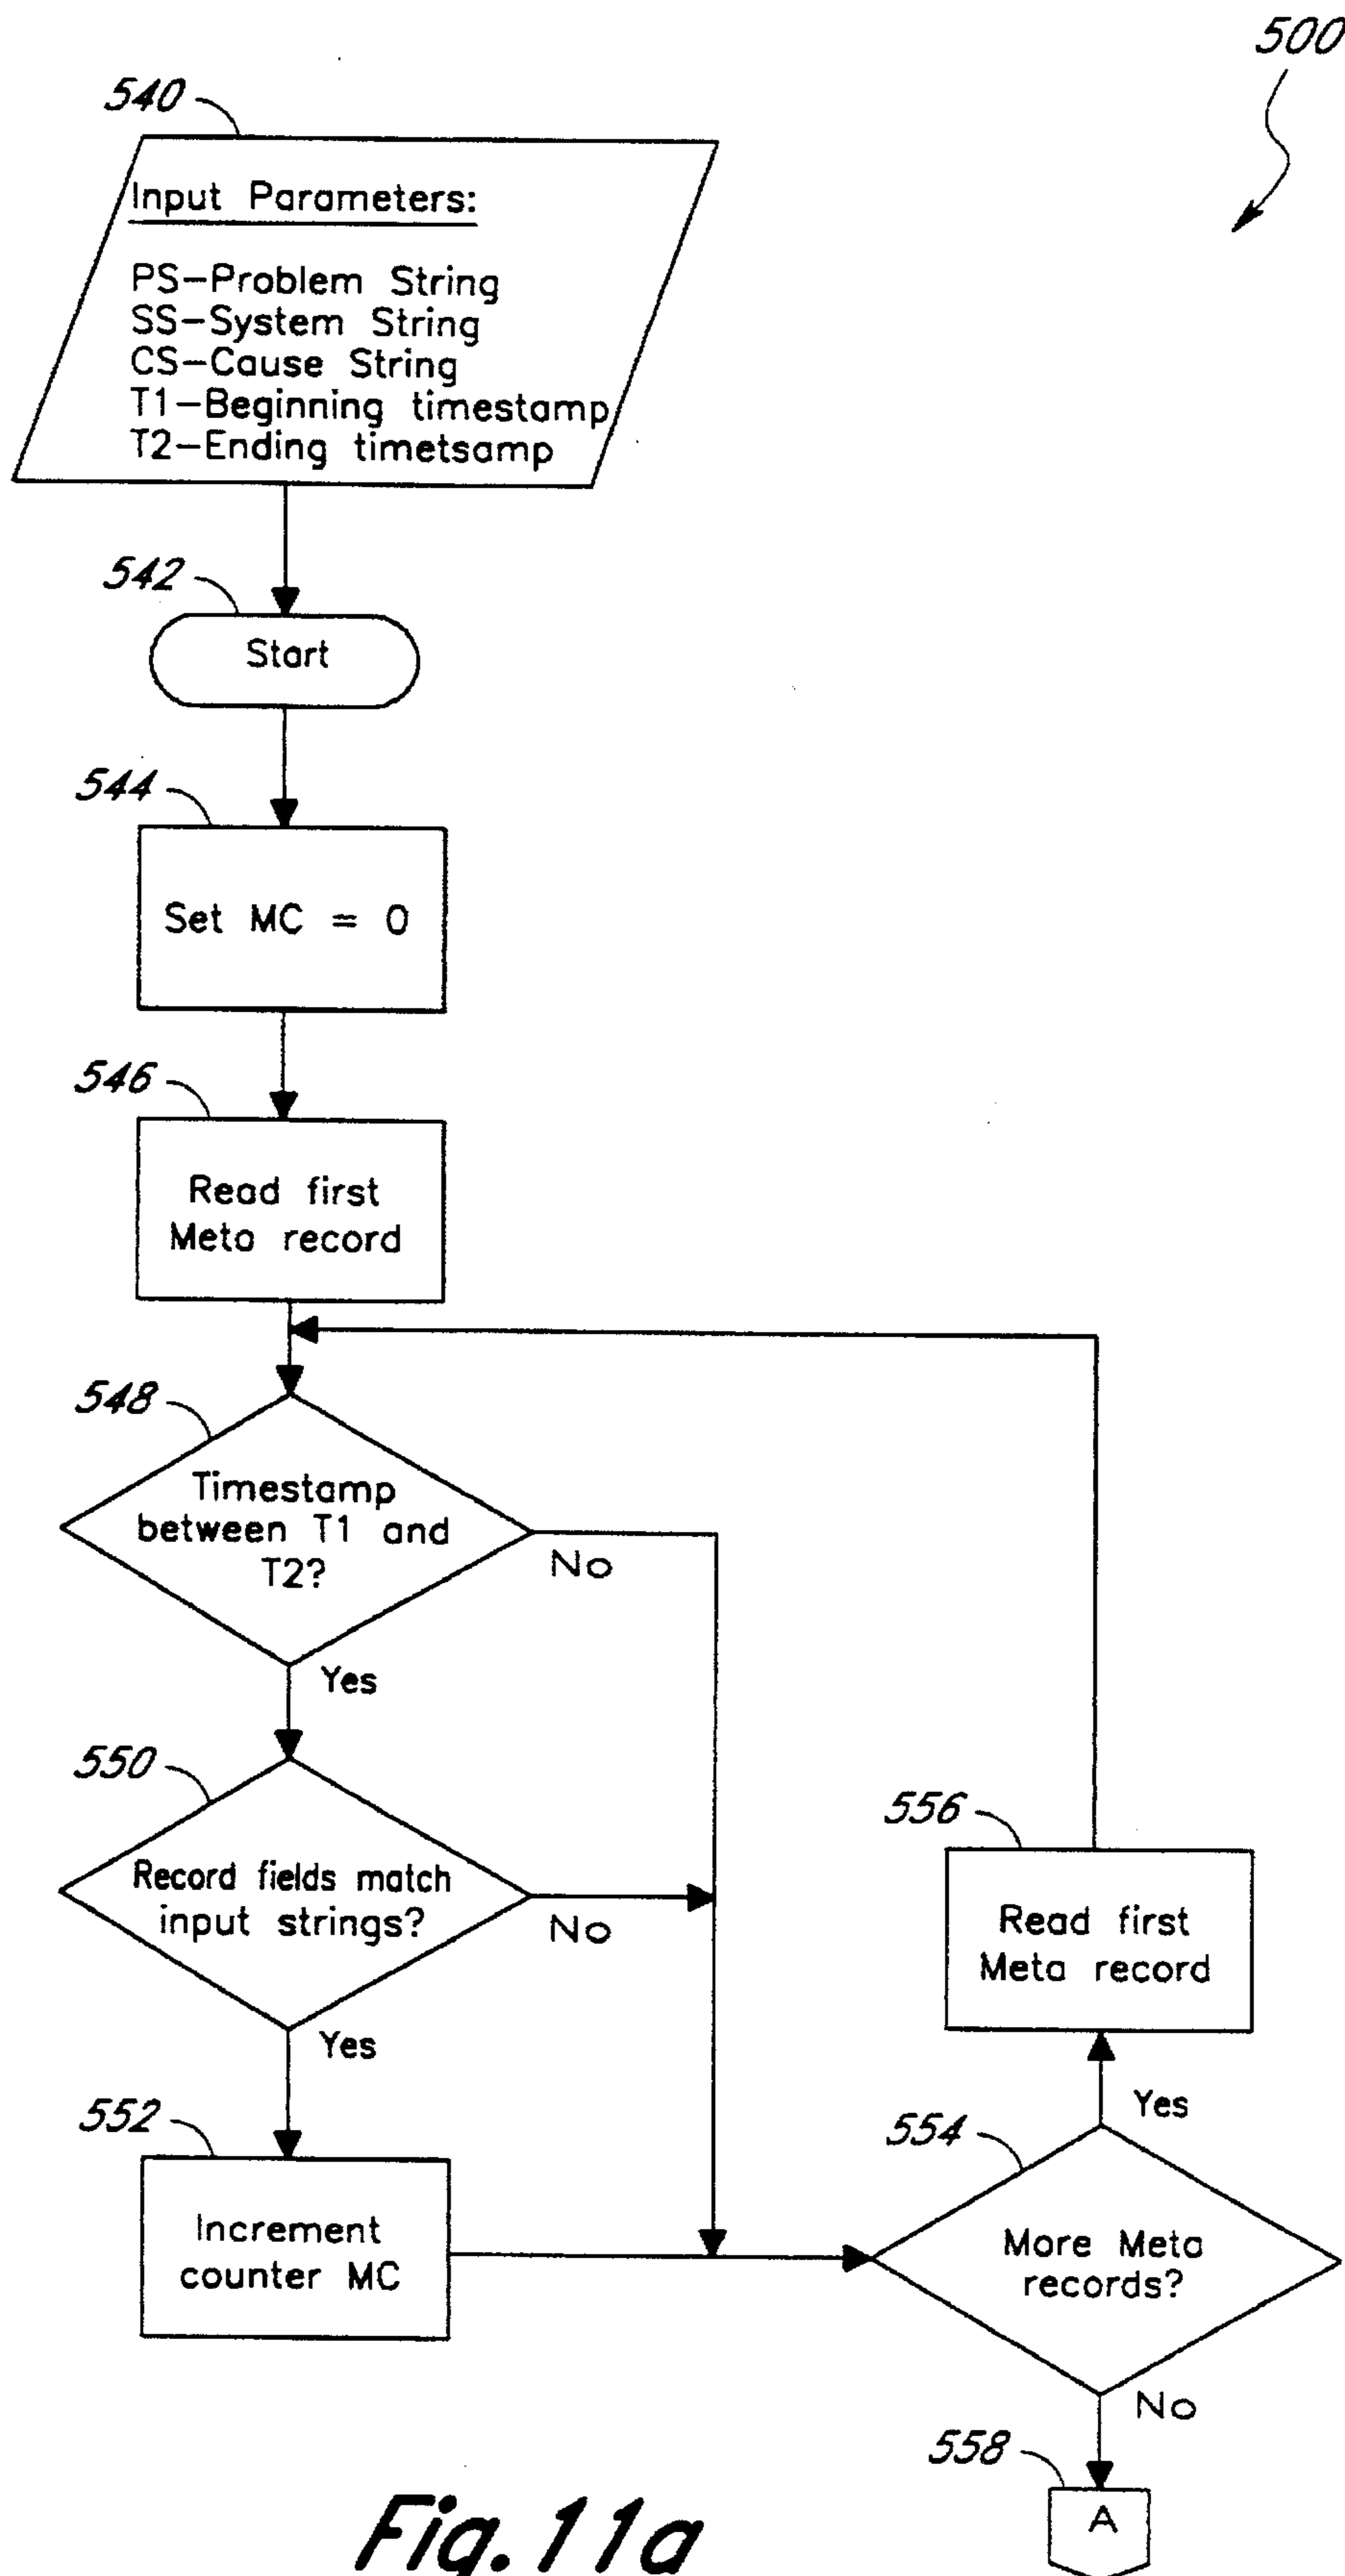 500
540
Input Parameters:
PS-Problem String
SS-System String
CS-Cause String
T1-Beginning timestamp
T2-Ending timetsamp
542
Start
544
Set MC = 0
546
Read first
Meta record
548
Timestamp
between T1 and
T2?
No
Yes
550
Record fields match
input strings?
No
Yes
552
Increment
counter MC
556
Read first
Meta record
Yes
554
More Meta
records?
No
558
A
Fig. 11a